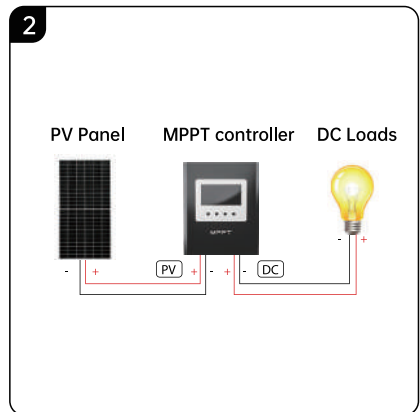 2
PV Panel MPPT controller DC Loads
MPPT
- +
- + PV + - + - DC